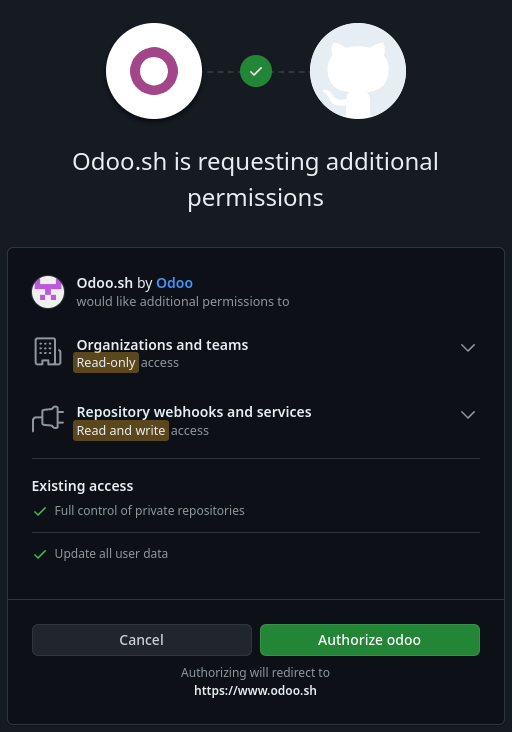 Odoo.sh is requesting additional
permissions
Odoo.sh by Odoo
would like additional permissions to
Organizations and teams
Read-only access
Repository webhooks and services
Read and write access
Existing access
Full control of private repositories
Update all user data
Cancel
Authorize odoo
Authorizing will redirect to
https://www.odoo.sh